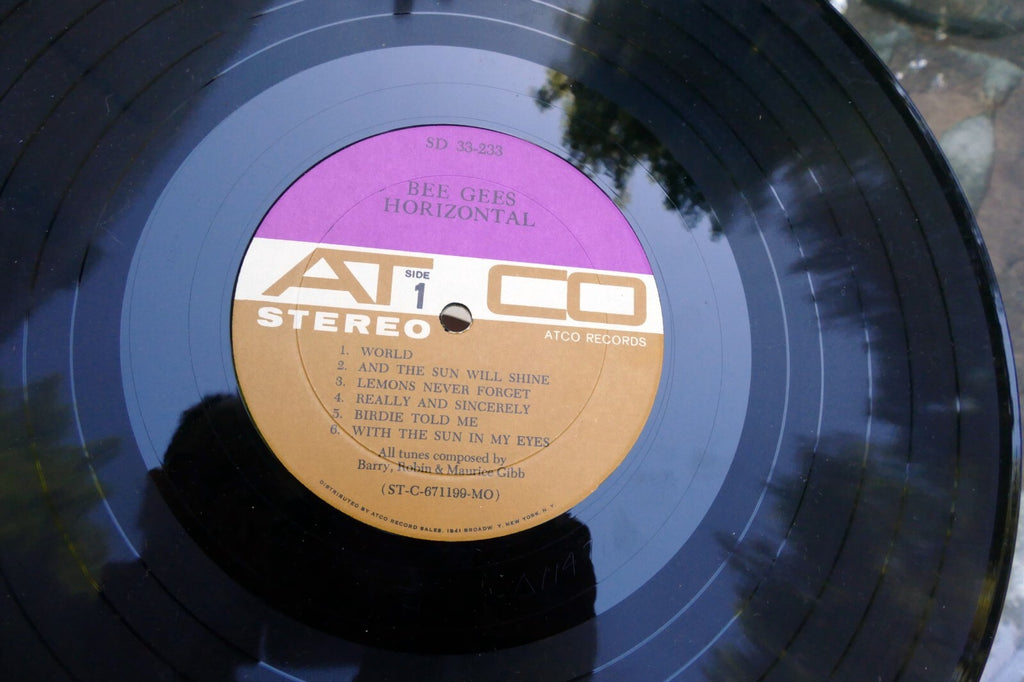 SD 33-233
BEE GEES
HORIZONTAL
ATCO
SIDE
1
STEREO
ATCO RECORDS
1. WORLD
2. AND THE SUN WILL SHINE
3. LEMONS NEVER FORGET
4. REALLY AND SINCERELY
5. BIRDIE TOLD ME
6. WITH THE SUN IN MY EYES
All tunes composed by
Barry, Robin & Maurice Gibb
(ST-C-671199-MO)
DISTRIBUTED BY ATCO RECORD SALES, 1841 BROADW Y, NEW YORK, N. Y.